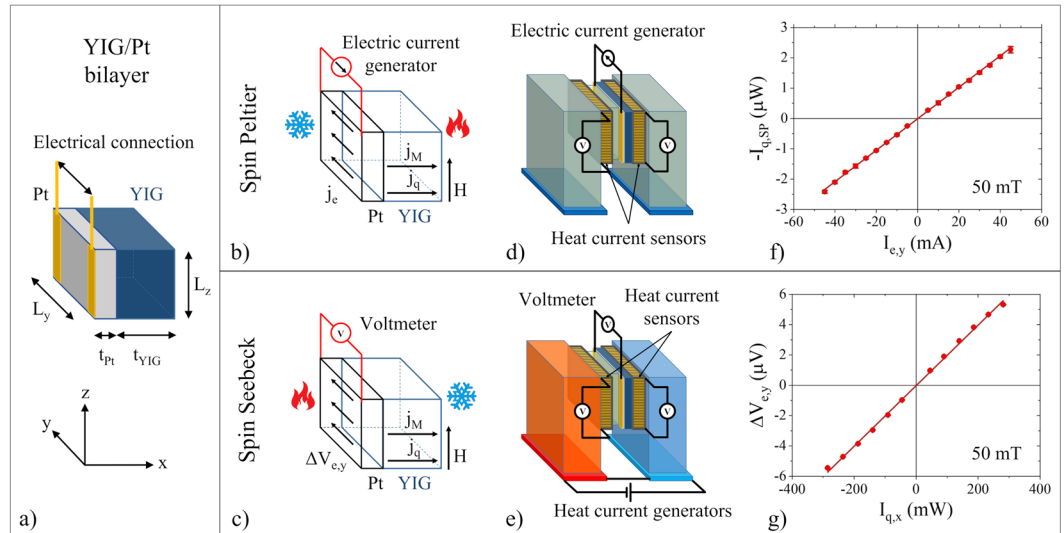 YIG/Pt
bilayer
Electrical connection
Pt
YIG
L_y
L_z
t_Pt
t_YIG
z
y
x
a)
Spin Peltier
Electric current
generator
j_M
j_q
H
j_e
Pt
YIG
b)
Electric current generator
V
V
Heat current sensors
d)
-I_q,SP (μW)
3
2
1
0
-1
-2
-3
-60
-40
-20
0
20
40
60
50 mT
I_e,y (mA)
f)
Spin Seebeck
Voltmeter
V
j_M
j_q
H
ΔV_e,y
Pt
YIG
c)
Voltmeter
Heat current
sensors
V
V
V
Heat current generators
e)
ΔV_e,y (μV)
6
4
2
0
-2
-4
-6
-400
-200
0
200
400
50 mT
I_q,x (mW)
g)